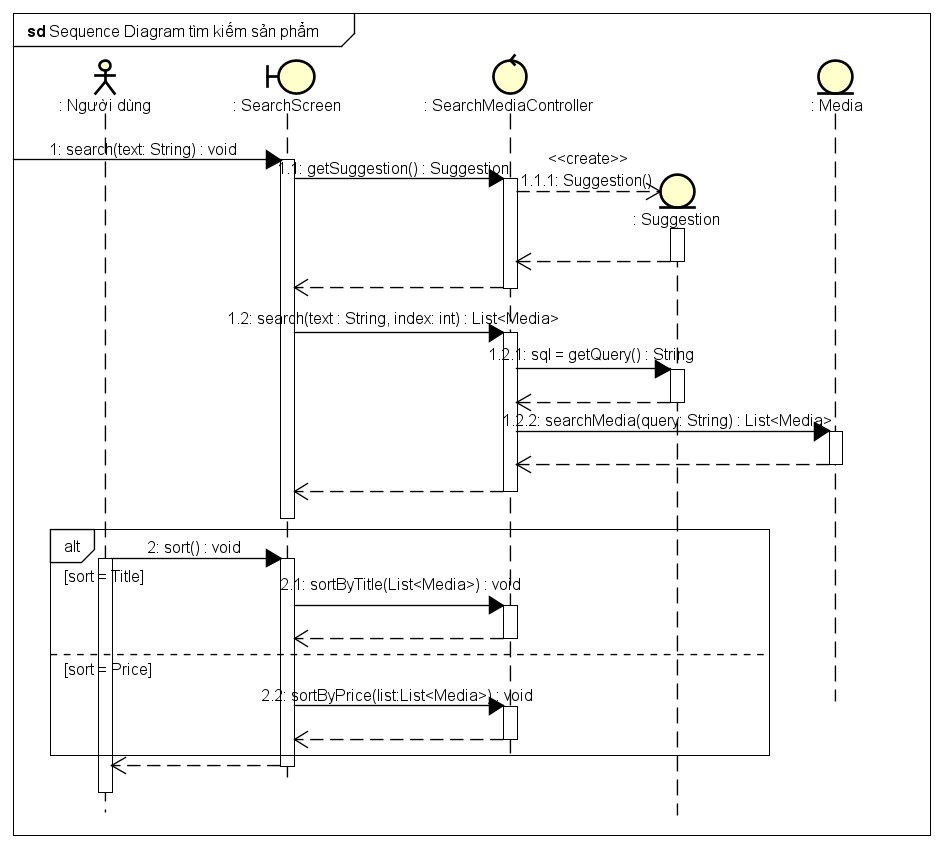 sd Sequence Diagram tìm kiếm sản phẩm
: Người dùng
: SearchScreen
: SearchMediaController
: Media
1: search(text: String) : void
<<create>>
1.1: getSuggestion() : Suggestion
1.1.1: Suggestion()
: Suggestion
1.2: search(text : String, index: int) : List<Media>
1.2.1: sql = getQuery() : String
1.2.2: searchMedia(query: String) : List<Media>
alt
2: sort() : void
[sort = Title]
2.1: sortByTitle(List<Media>) : void
[sort = Price]
2.2: sortByPrice(list:List<Media>) : void